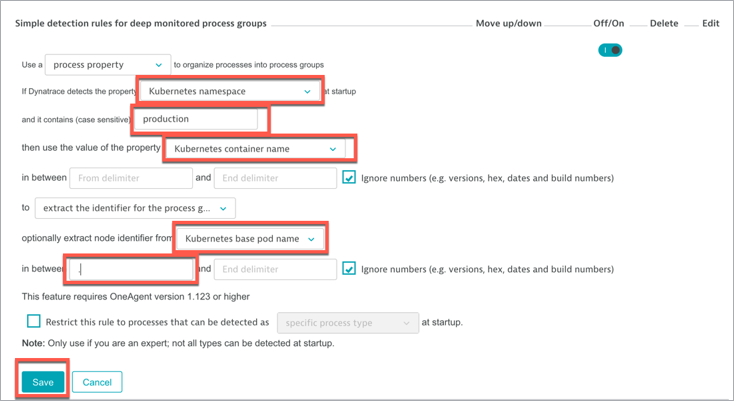 Simple detection rules for deep monitored process groups Move up/down Off/On Delete Edit
Use a process property to organize processes into process groups
If Dynatrace detects the property Kubernetes namespace at startup
and it contains (case sensitive) production
then use the value of the property Kubernetes container name
in between From delimiter and End delimiter Ignore numbers (e.g. versions, hex, dates and build numbers)
to extract the identifier for the process g...
optionally extract node identifier from Kubernetes base pod name
in between . and End delimiter Ignore numbers (e.g. versions, hex, dates and build numbers)
This feature requires OneAgent version 1.123 or higher
Restrict this rule to processes that can be detected as specific process type at startup.
Note: Only use if you are an expert; not all types can be detected at startup.
Save Cancel